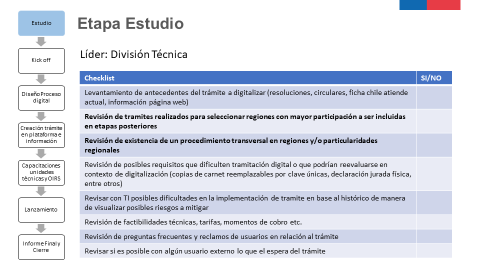 Etapa Estudio
Líder: División Técnica
Estudio
Kick off
Diseño Proceso
digital
Creación trámite
en plataforma e
Información
Capacitaciones
unidades
técnicas y OIRS
Lanzamiento
Informe Final y
Cierre
Checklist SI/NO
Levantamiento de antecedentes del trámite a digitalizar (resoluciones, circulares, ficha chile atiende
actual, información página web)
Revisión de tramites realizados para seleccionar regiones con mayor participación a ser incluidas
en etapas posteriores
Revisión de existencia de un procedimiento transversal en regiones y/o particularidades
regionales
Revisión de posibles requisitos que dificulten tramitación digital o que podrían reevaluarse en
contexto de digitalización (copias de carnet reemplazables por clave únicas, declaración jurada física,
entre otros)
Revisar con TI posibles dificultades en la implementación de tramite en base al histórico de manera
de visualizar posibles riesgos a mitigar
Revisión de factibilidades técnicas, tarifas, momentos de cobro etc.
Revisión de preguntas frecuentes y reclamos de usuarios en relación al trámite
Revisar si es posible con algún usuario externo lo que el espera del trámite